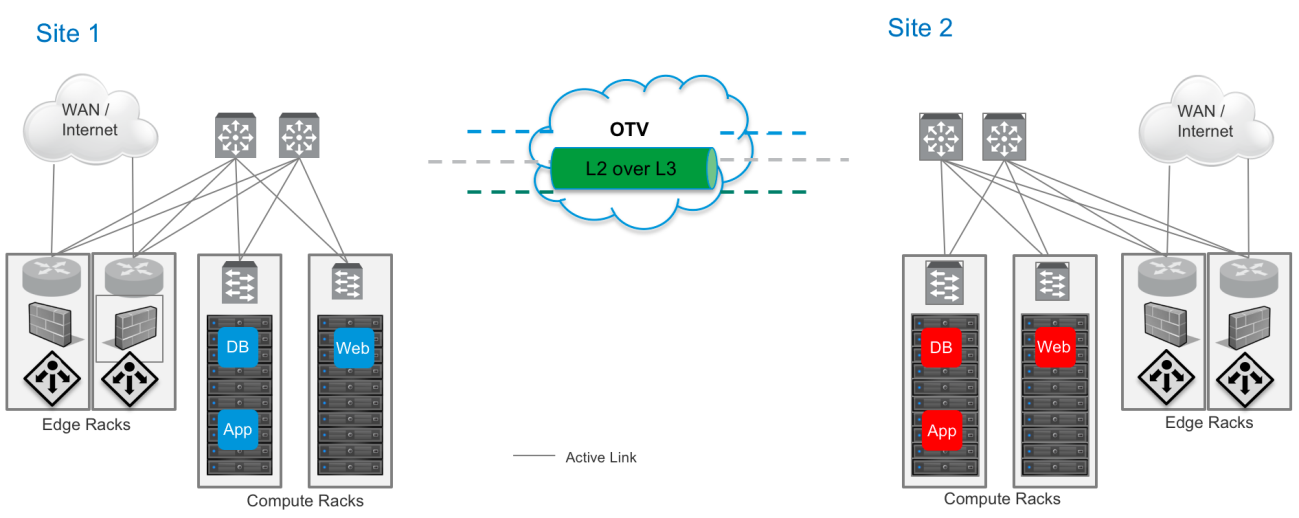 Site 1
Site 2
WAN /
Internet
OTV
L2 over L3
WAN /
Internet
DB
Web
App
DB
Web
App
Edge Racks
Compute Racks
Active Link
Edge Racks
Compute Racks